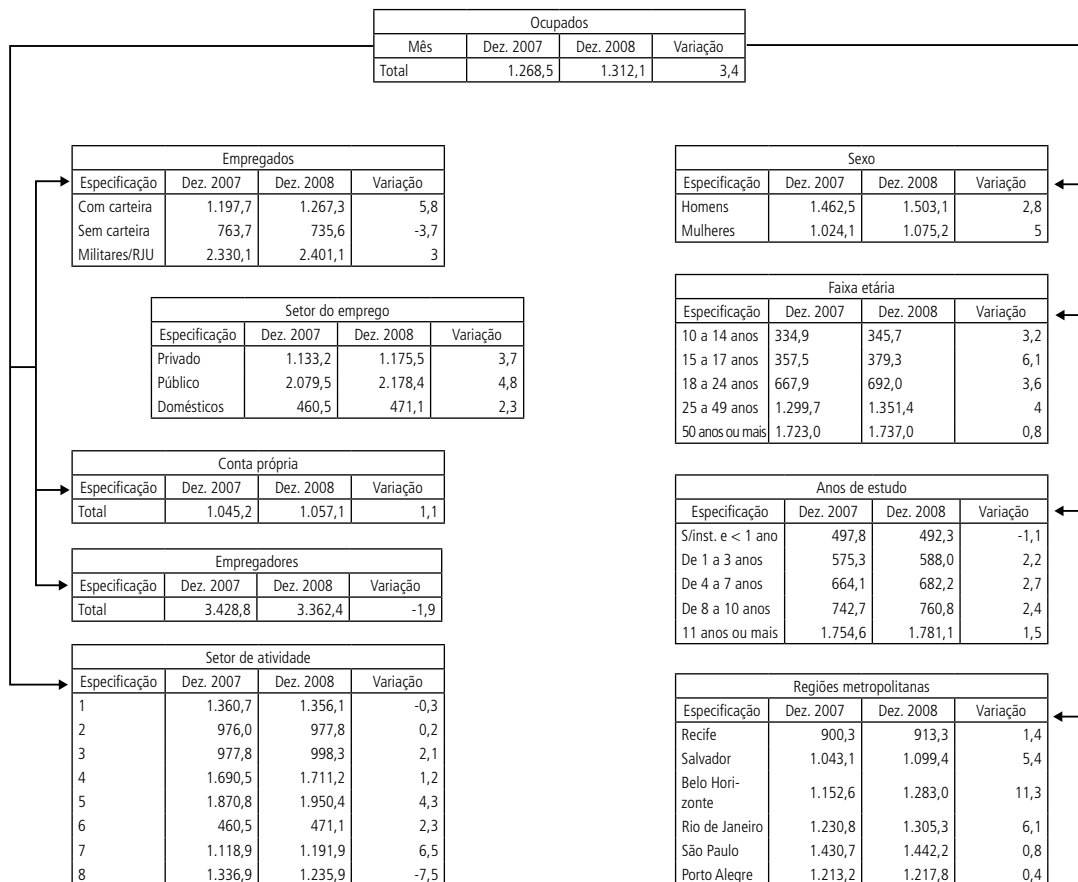 Ocupados
Mês Dez. 2007 Dez. 2008 Variação
Total 1.268,5 1.312,1 3,4
Empregados
Especificação Dez. 2007 Dez. 2008 Variação
Com carteira 1.197,7 1.267,3 5,8
Sem carteira 763,7 735,6 -3,7
Militares/RJU 2.330,1 2.401,1 3
Setor do emprego
Especificação Dez. 2007 Dez. 2008 Variação
Privado 1.133,2 1.175,5 3,7
Público 2.079,5 2.178,4 4,8
Domésticos 460,5 471,1 2,3
Conta própria
Especificação Dez. 2007 Dez. 2008 Variação
Total 1.045,2 1.057,1 1,1
Empregadores
Especificação Dez. 2007 Dez. 2008 Variação
Total 3.428,8 3.362,4 -1,9
Setor de atividade
Especificação Dez. 2007 Dez. 2008 Variação
1 1.360,7 1.356,1 -0,3
2 976,0 977,8 0,2
3 977,8 998,3 2,1
4 1.690,5 1.711,2 1,2
5 1.870,8 1.950,4 4,3
6 460,5 471,1 2,3
7 1.118,9 1.191,9 6,5
8 1.336,9 1.235,9 -7,5
Sexo
Especificação Dez. 2007 Dez. 2008 Variação
Homens 1.462,5 1.503,1 2,8
Mulheres 1.024,1 1.075,2 5
Faixa etária
Especificação Dez. 2007 Dez. 2008 Variação
10 a 14 anos 334,9 345,7 3,2
15 a 17 anos 357,5 379,3 6,1
18 a 24 anos 667,9 692,0 3,6
25 a 49 anos 1.299,7 1.351,4 4
50 anos ou mais 1.723,0 1.737,0 0,8
Anos de estudo
Especificação Dez. 2007 Dez. 2008 Variação
S/inst. e < 1 ano 497,8 492,3 -1,1
De 1 a 3 anos 575,3 588,0 2,2
De 4 a 7 anos 664,1 682,2 2,7
De 8 a 10 anos 742,7 760,8 2,4
11 anos ou mais 1.754,6 1.781,1 1,5
Regiões metropolitanas
Especificação Dez. 2007 Dez. 2008 Variação
Recife 900,3 913,3 1,4
Salvador 1.043,1 1.099,4 5,4
Belo Hori-
zonte 1.152,6 1.283,0 11,3
Rio de Janeiro 1.230,8 1.305,3 6,1
São Paulo 1.430,7 1.442,2 0,8
Porto Alegre 1.213,2 1.217,8 0,4